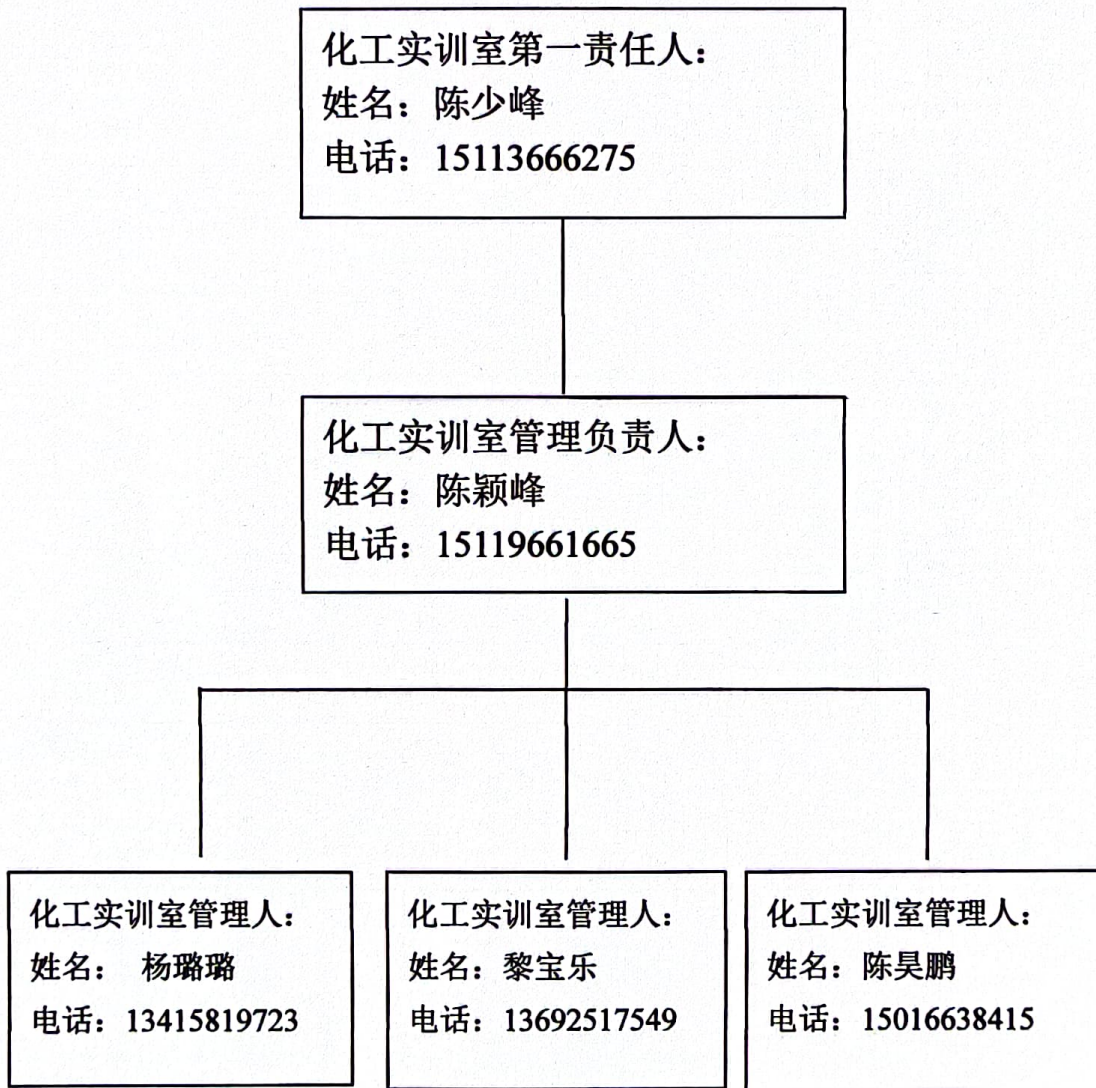 化工实训室第一责任人：
姓名：陈少峰
电话：15113666275
化工实训室管理负责人：
姓名：陈颖峰
电话：15119661665
化工实训室管理人：
姓名： 杨璐璐
电话：13415819723
化工实训室管理人：
姓名：黎宝乐
电话：13692517549
化工实训室管理人：
姓名：陈昊鹏
电话：15016638415